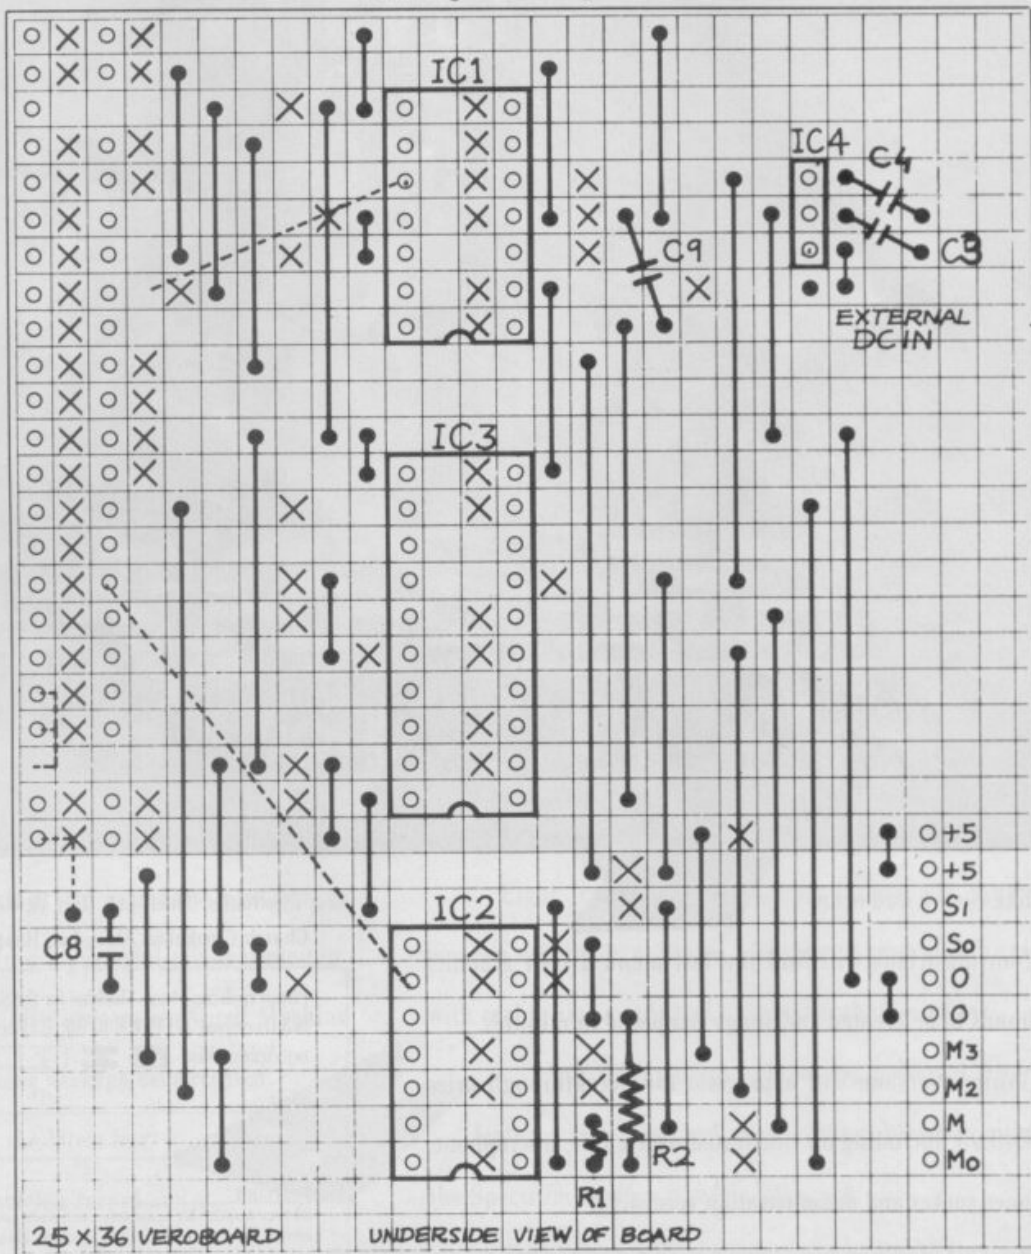 IC1
IC4
C4
C9
C3
EXTERNAL
DC IN
IC3
+5
+5
IC2
S1
C8
S0
0
0
M3
M2
M
R2
M0
R1
25 X 36 VEROBOARD
UNDERSIDE VIEW OF BOARD